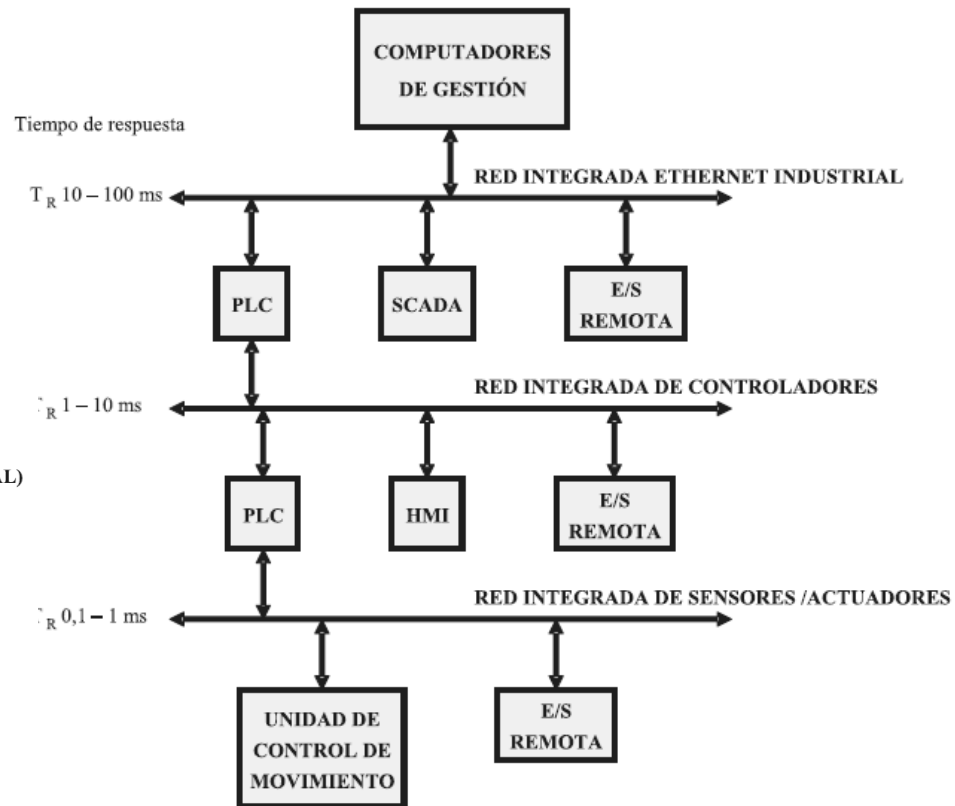 COMPUTADORES
DE GESTIÓN
Tiempo de respuesta
RED INTEGRADA ETHERNET INDUSTRIAL
T R 10 – 100 ms
PLC
SCADA
E/S
REMOTA
RED INTEGRADA DE CONTROLADORES
R 1 – 10 ms
AL)
PLC
HMI
E/S
REMOTA
RED INTEGRADA DE SENSORES /ACTUADORES
R 0,1 – 1 ms
UNIDAD DE
CONTROL DE
MOVIMIENTO
E/S
REMOTA